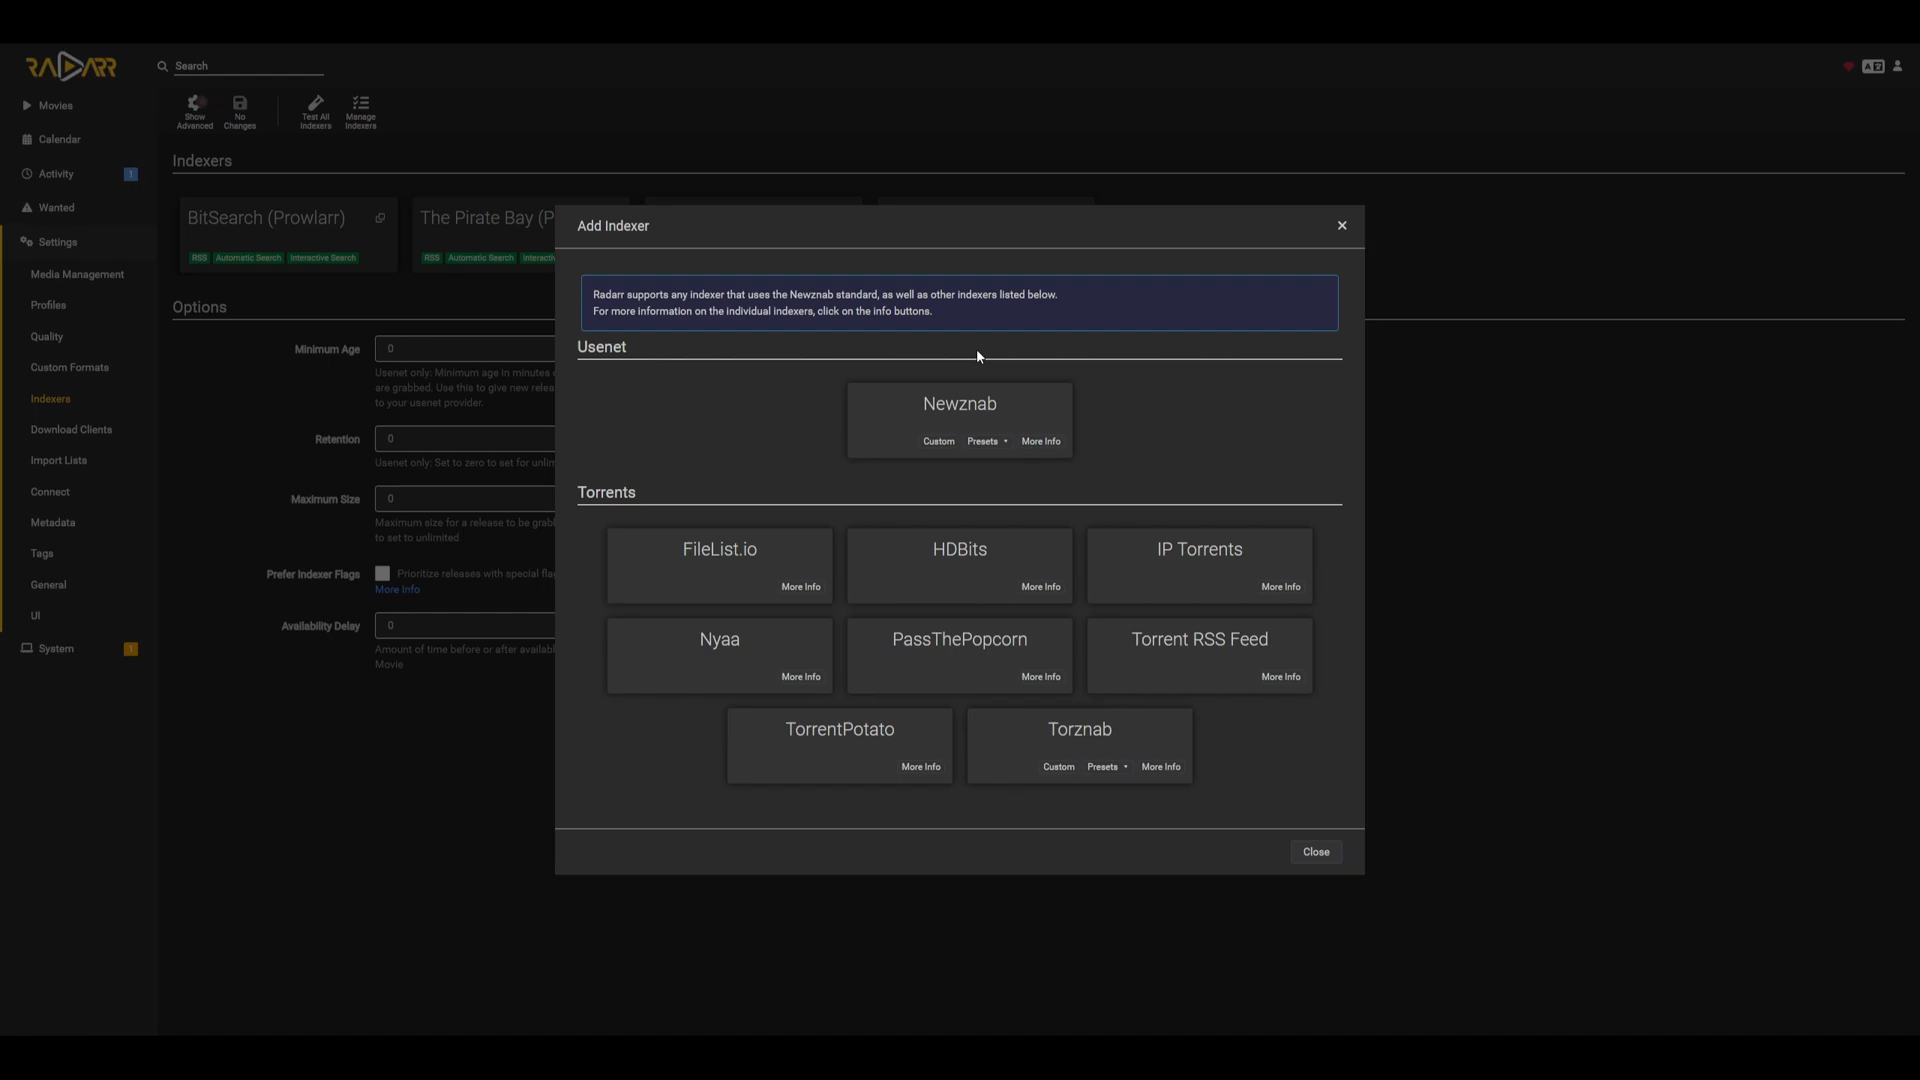 RADARR
Search
Movies
Calendar
Activity
1
Wanted
Settings
Media Management
Profiles
Quality
Custom Formats
Indexers
Download Clients
Import Lists
Connect
Metadata
Tags
General
UI
System
1
Show Advanced
No Changes
Test All Indexers
Manage Indexers
Indexers
BitSearch (Prowlarr)
RSS Automatic Search Interactive Search
The Pirate Bay (P
RSS Automatic Search
Options
Minimum Age
0
Usenet only: Minimum age in minutes
are grabbed. Use this to give new
to your usenet provider.
Retention
0
Usenet only: Set to zero to set for
Maximum Size
0
Maximum size for a release to be
to set to unlimited
Prefer Indexer Flags
Prioritize releases with special
More Info
Availability Delay
0
Amount of time before or after
Movie
Add Indexer
Radarr supports any indexer that uses the Newznab standard, as well as other indexers listed below.
For more information on the individual indexers, click on the info buttons.
Usenet
Newznab
Custom Presets More Info
Torrents
FileList.io
More Info
HDBits
More Info
IP Torrents
More Info
Nyaa
More Info
PassThePopcorn
More Info
Torrent RSS Feed
More Info
TorrentPotato
More Info
Torznab
Custom Presets More Info
Close